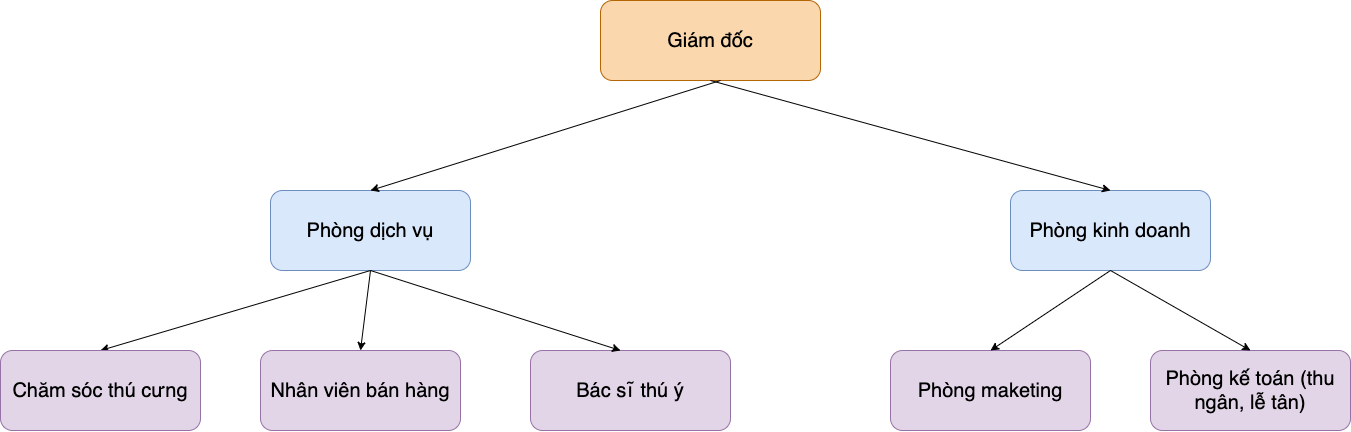 Giám đốc
Phòng dịch vụ
Phòng kinh doanh
Chăm sóc thú cưng
Nhân viên bán hàng
Bác sĩ thú ý
Phòng maketing
Phòng kế toán (thu
ngân, lễ tân)